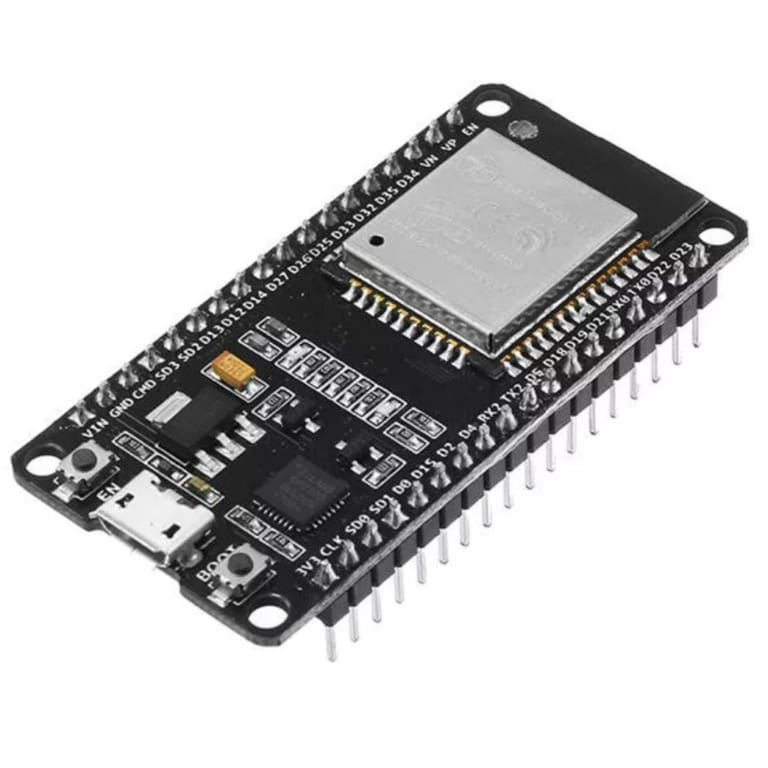 EN VP VN D34 D35 D32 D33 D25 D26 D27 D14 D12 D13 SD2 SD3 CMD GND VIN
EN
BOOT
3V3 CLK SD0 SD1 D0 D15 D2 D4 RX2 TX2 D5 D18 D19 D21 RX0 TX0 D22 D23